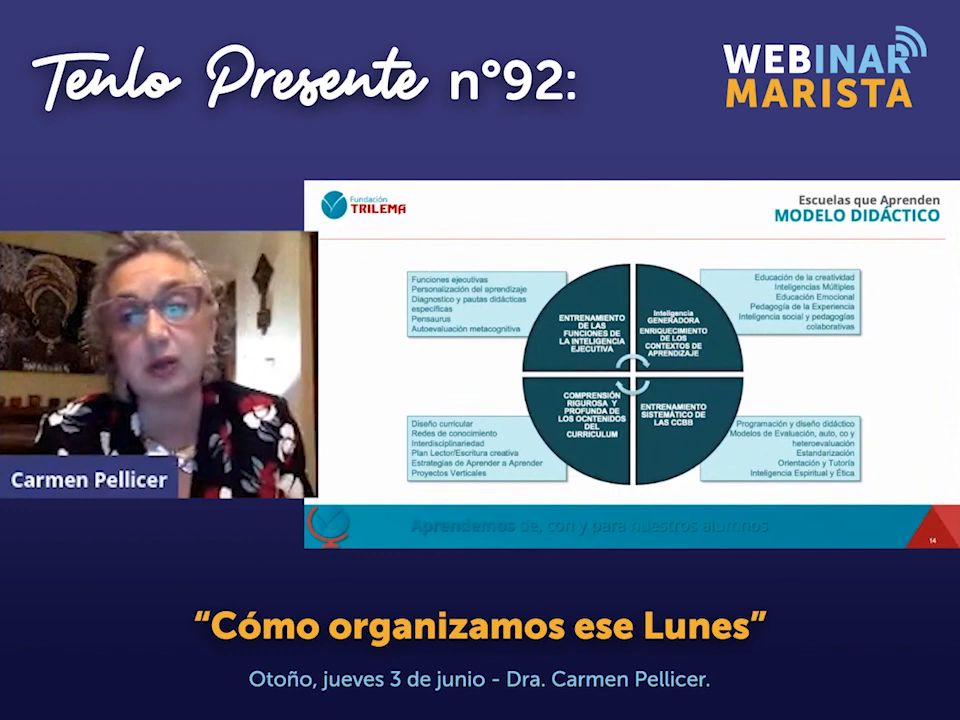 Tenlo Presente n°92:
WEBINAR
MARISTA
Fundación
TRILEMA
Escuelas que Aprenden
MODELO DIDÁCTICO
Funciones ejecutivas
Personalización del aprendizaje
Diagnostico y pautas didácticas
específicas
Pensaurus
Autoevaluación metacognitiva
Educación de la creatividad
Inteligencias Múltiples
Educación Emocional
Pedagogía de la Experiencia
Inteligencia social y pedagogías
colaborativas
ENTRENAMIENTO
DE LAS
FUNCIONES DE
LA INTELIGENCIA
EJECUTIVA
Inteligencia
GENERADORA
ENRIQUECIMIENTO
DE LOS
CONTEXTOS DE
APRENDIZAJE
COMPRENSIÓN
RIGUROSA Y
PROFUNDA DE
LOS OCNTENIDOS
DEL
CURRICULUM
ENTRENAMIENTO
SISTEMÁTICO DE
LAS CCBB
Diseño curricular
Redes de conocimiento
Interdisciplinariedad
Plan Lector/Escritura creativa
Estrategias de Aprender a Aprender
Proyectos Verticales
Programación y diseño didáctico
Modelos de Evaluación, auto, co y
heteroevaluación
Estandarización
Orientación y Tutoría
Inteligencia Espiritual y Ética
Carmen Pellicer
Aprendemos de, con y para nuestros alumnos
14
“Cómo organizamos ese Lunes”
Otoño, jueves 3 de junio - Dra. Carmen Pellicer.